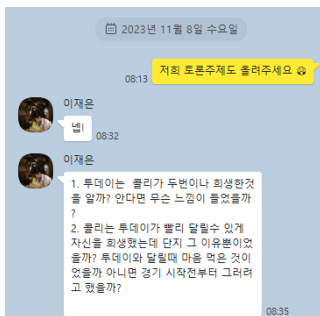 2023년 11월 8일 수요일
저희 토론주제도 올려주세요
08:13
이재은
넵!
08:32
이재은
1. 투데이는 콜리가 두번이나 희생한것
을 알까? 안다면 무슨 느낌이 들었을까
?
2. 콜리는 투데이가 빨리 달릴수 있게
자신을 희생했는데 단지 그 이유뿐이었
을까? 투데이와 달릴때 마음 먹은 것이
었을까 아니면 경기 시작전부터 그러려
고 했을까?
08:35